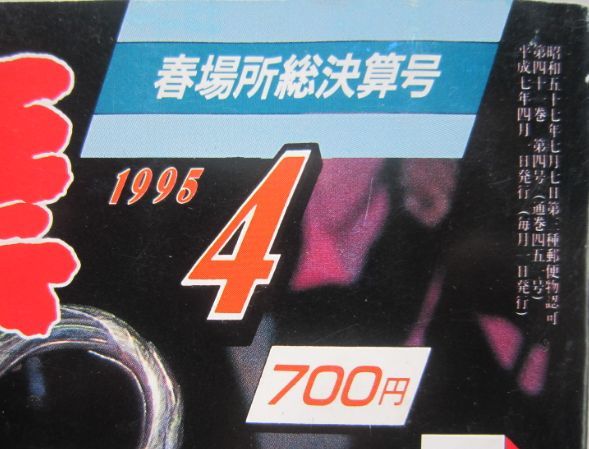 春場所総決算号
1995
4
700円
昭和五十七年七月七日第三種郵便物認可
第四十一巻 第四号(通巻四五一号)
平成七年四月一日発行(毎月一日発行)